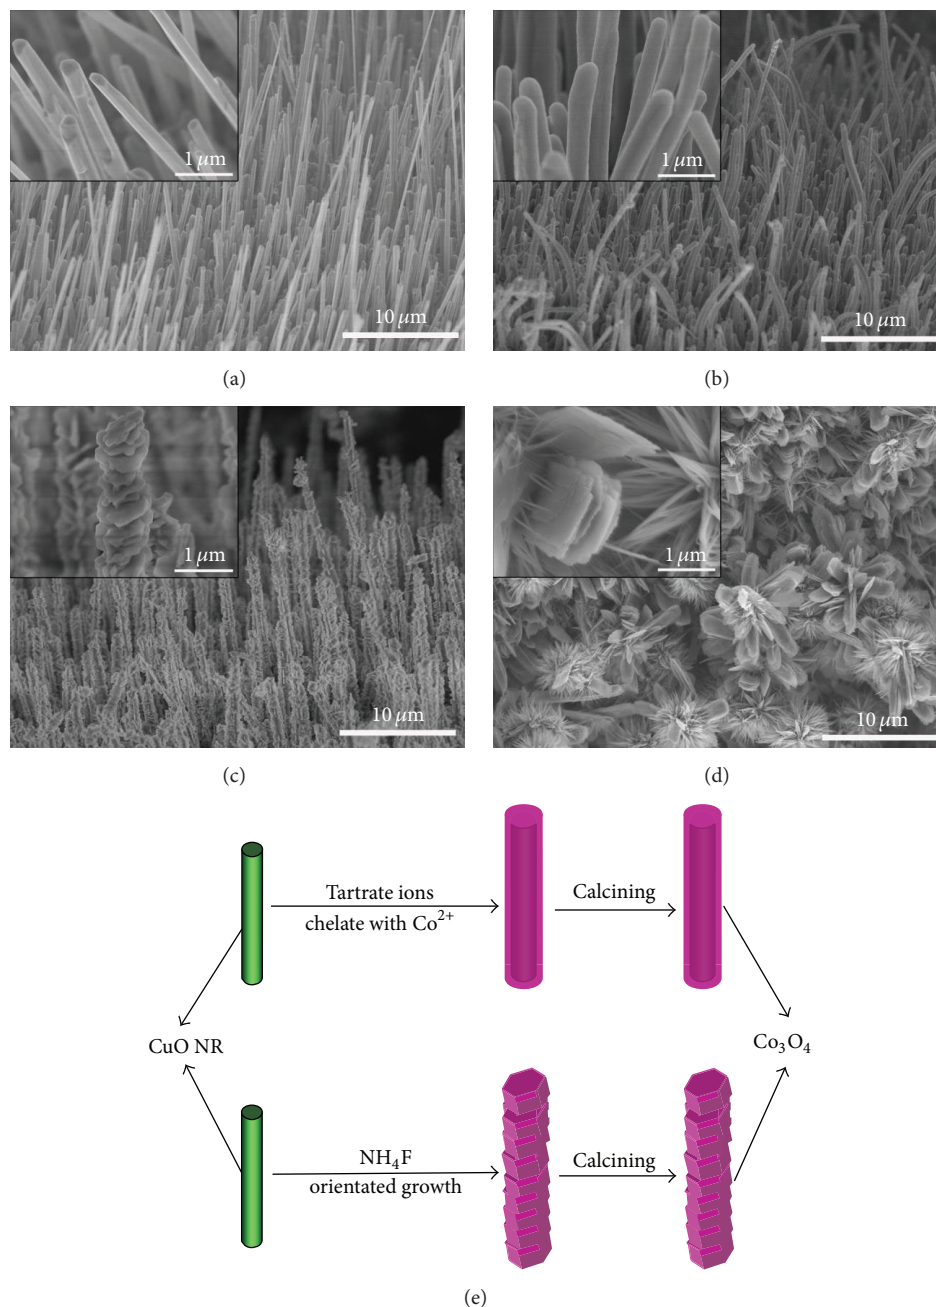 1 μm
10 μm
(a)
1 μm
10 μm
(b)
1 μm
10 μm
(c)
1 μm
10 μm
(d)
Tartrate ions
chelate with Co²⁺
Calcining
CuO NR
Co₃O₄
NH₄F
orientated growth
Calcining
(e)